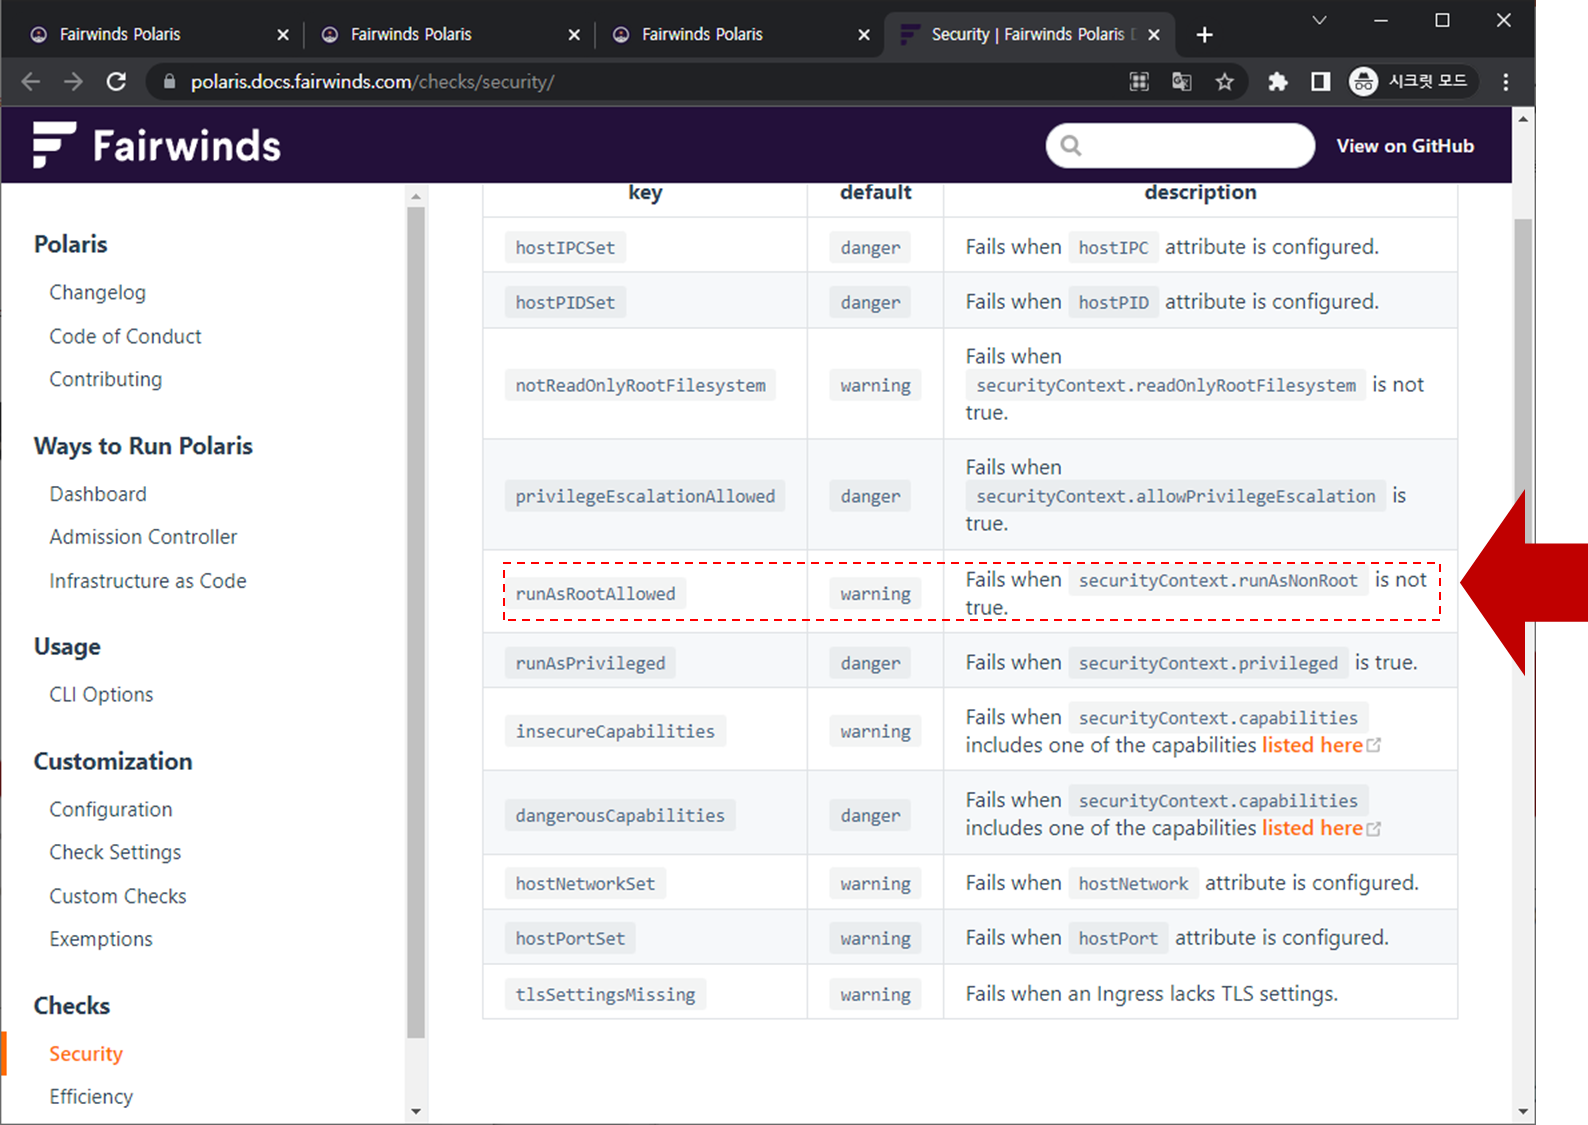 Fairwinds Polaris
Fairwinds Polaris
Fairwinds Polaris
Security | Fairwinds Polaris D
polaris.docs.fairwinds.com/checks/security/
시크릿 모드
Fairwinds
View on GitHub
Polaris
Changelog
Code of Conduct
Contributing
Ways to Run Polaris
Dashboard
Admission Controller
Infrastructure as Code
Usage
CLI Options
Customization
Configuration
Check Settings
Custom Checks
Exemptions
Checks
Security
Efficiency
key default description
hostIPCSet danger Fails when hostIPC attribute is configured.
hostPIDSet danger Fails when hostPID attribute is configured.
notReadOnlyRootFilesystem warning Fails when
securityContext.readOnlyRootFilesystem is not
true.
privilegeEscalationAllowed danger Fails when
securityContext.allowPrivilegeEscalation is
true.
runAsRootAllowed warning Fails when securityContext.runAsNonRoot is not
true.
runAsPrivileged danger Fails when securityContext.privileged is true.
insecureCapabilities warning Fails when securityContext.capabilities
includes one of the capabilities listed here
dangerousCapabilities danger Fails when securityContext.capabilities
includes one of the capabilities listed here
hostNetworkSet warning Fails when hostNetwork attribute is configured.
hostPortSet warning Fails when hostPort attribute is configured.
tlsSettingsMissing warning Fails when an Ingress lacks TLS settings.